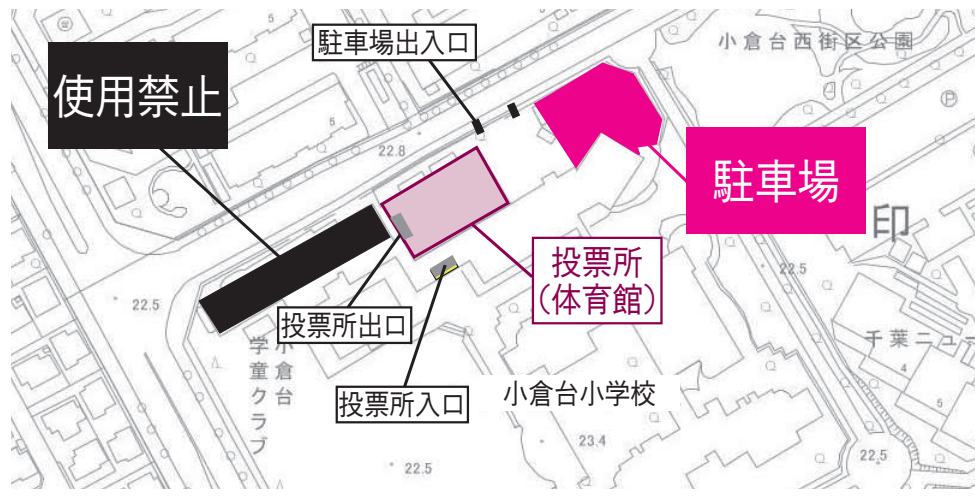 駐車場出入口
小倉台西街区公園
使用禁止
5
5
22.8
駐車場
印
投票所
(体育館)
22.5
22.5
投票所出口
千葉ニュー
小倉台
学童クラブ
4
投票所入口
小倉台小学校
5
23.4
22.5
22.5